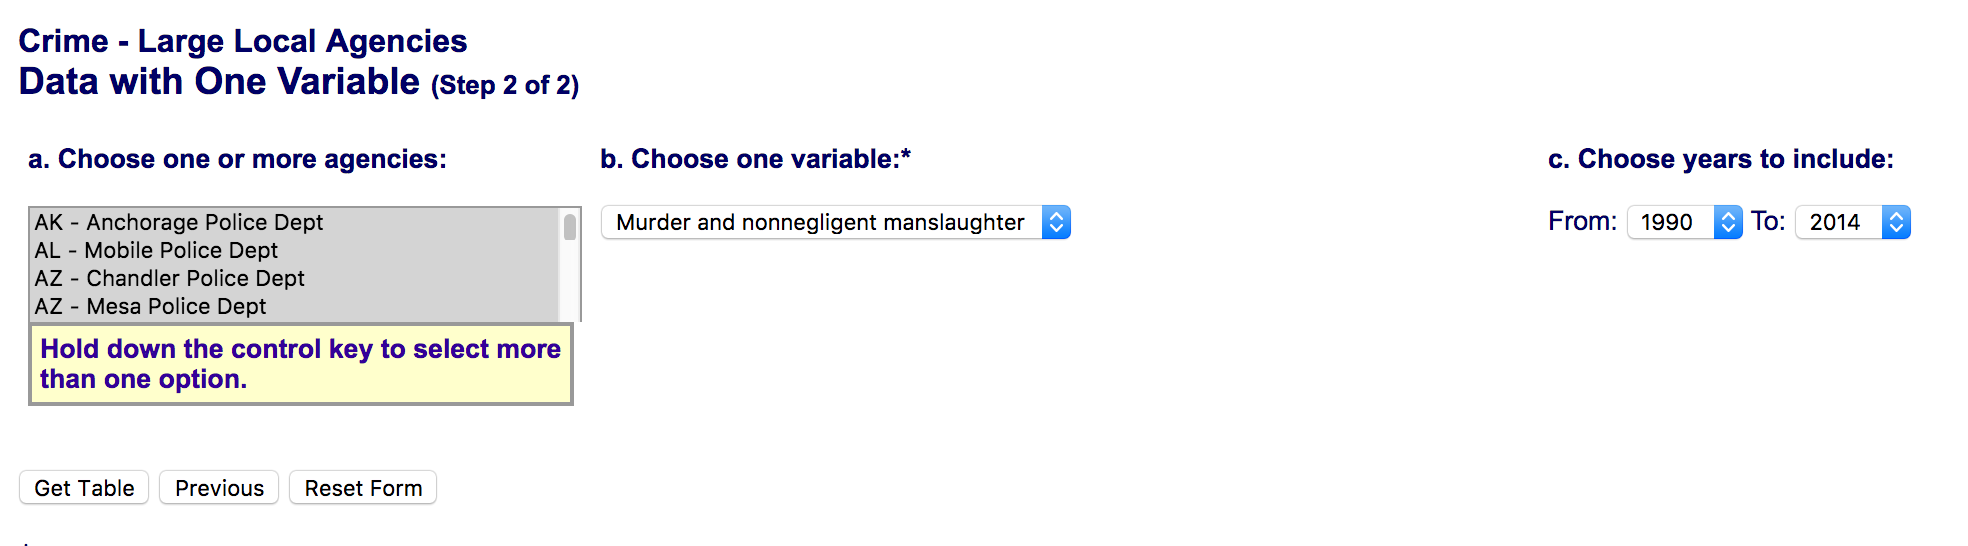 Crime - Large Local Agencies
Data with One Variable (Step 2 of 2)
a. Choose one or more agencies:
AK - Anchorage Police Dept
AL - Mobile Police Dept
AZ - Chandler Police Dept
AZ - Mesa Police Dept
Hold down the control key to select more
than one option.
b. Choose one variable:*
Murder and nonnegligent manslaughter
c. Choose years to include:
From: 1990 To: 2014
Get Table Previous Reset Form
.